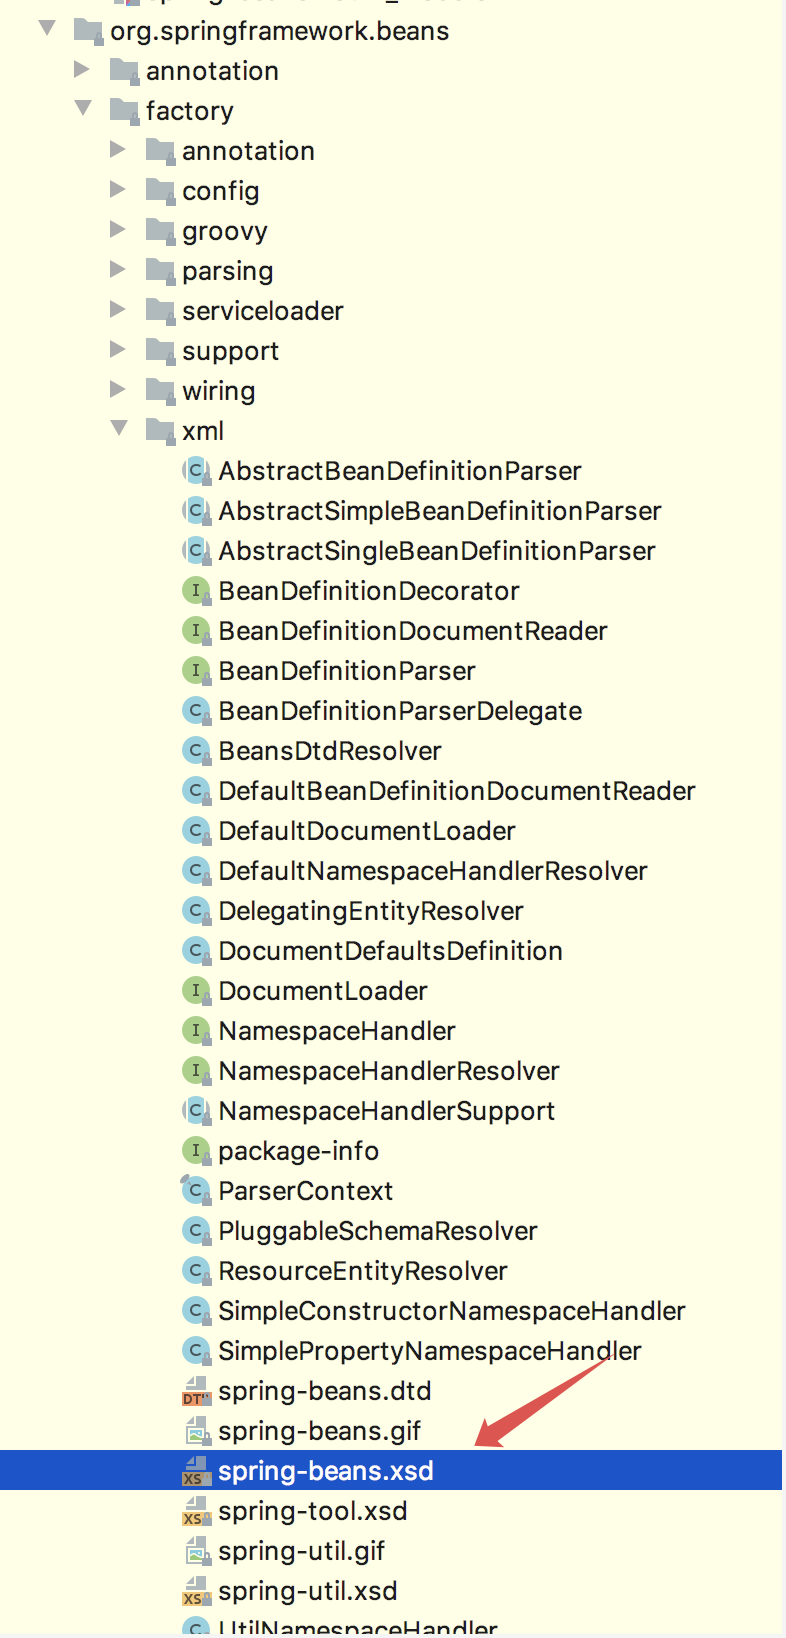 org.springframework.beans
annotation
factory
annotation
config
groovy
parsing
serviceloader
support
wiring
xml
AbstractBeanDefinitionParser
AbstractSimpleBeanDefinitionParser
AbstractSingleBeanDefinitionParser
BeanDefinitionDecorator
BeanDefinitionDocumentReader
BeanDefinitionParser
BeanDefinitionParserDelegate
BeansDtdResolver
DefaultBeanDefinitionDocumentReader
DefaultDocumentLoader
DefaultNamespaceHandlerResolver
DelegatingEntityResolver
DocumentDefaultsDefinition
DocumentLoader
NamespaceHandler
NamespaceHandlerResolver
NamespaceHandlerSupport
package-info
ParserContext
PluggableSchemaResolver
ResourceEntityResolver
SimpleConstructorNamespaceHandler
SimplePropertyNamespaceHandler
spring-beans.dtd
spring-beans.gif
spring-beans.xsd
spring-tool.xsd
spring-util.gif
spring-util.xsd
UtilNamespaceHandler